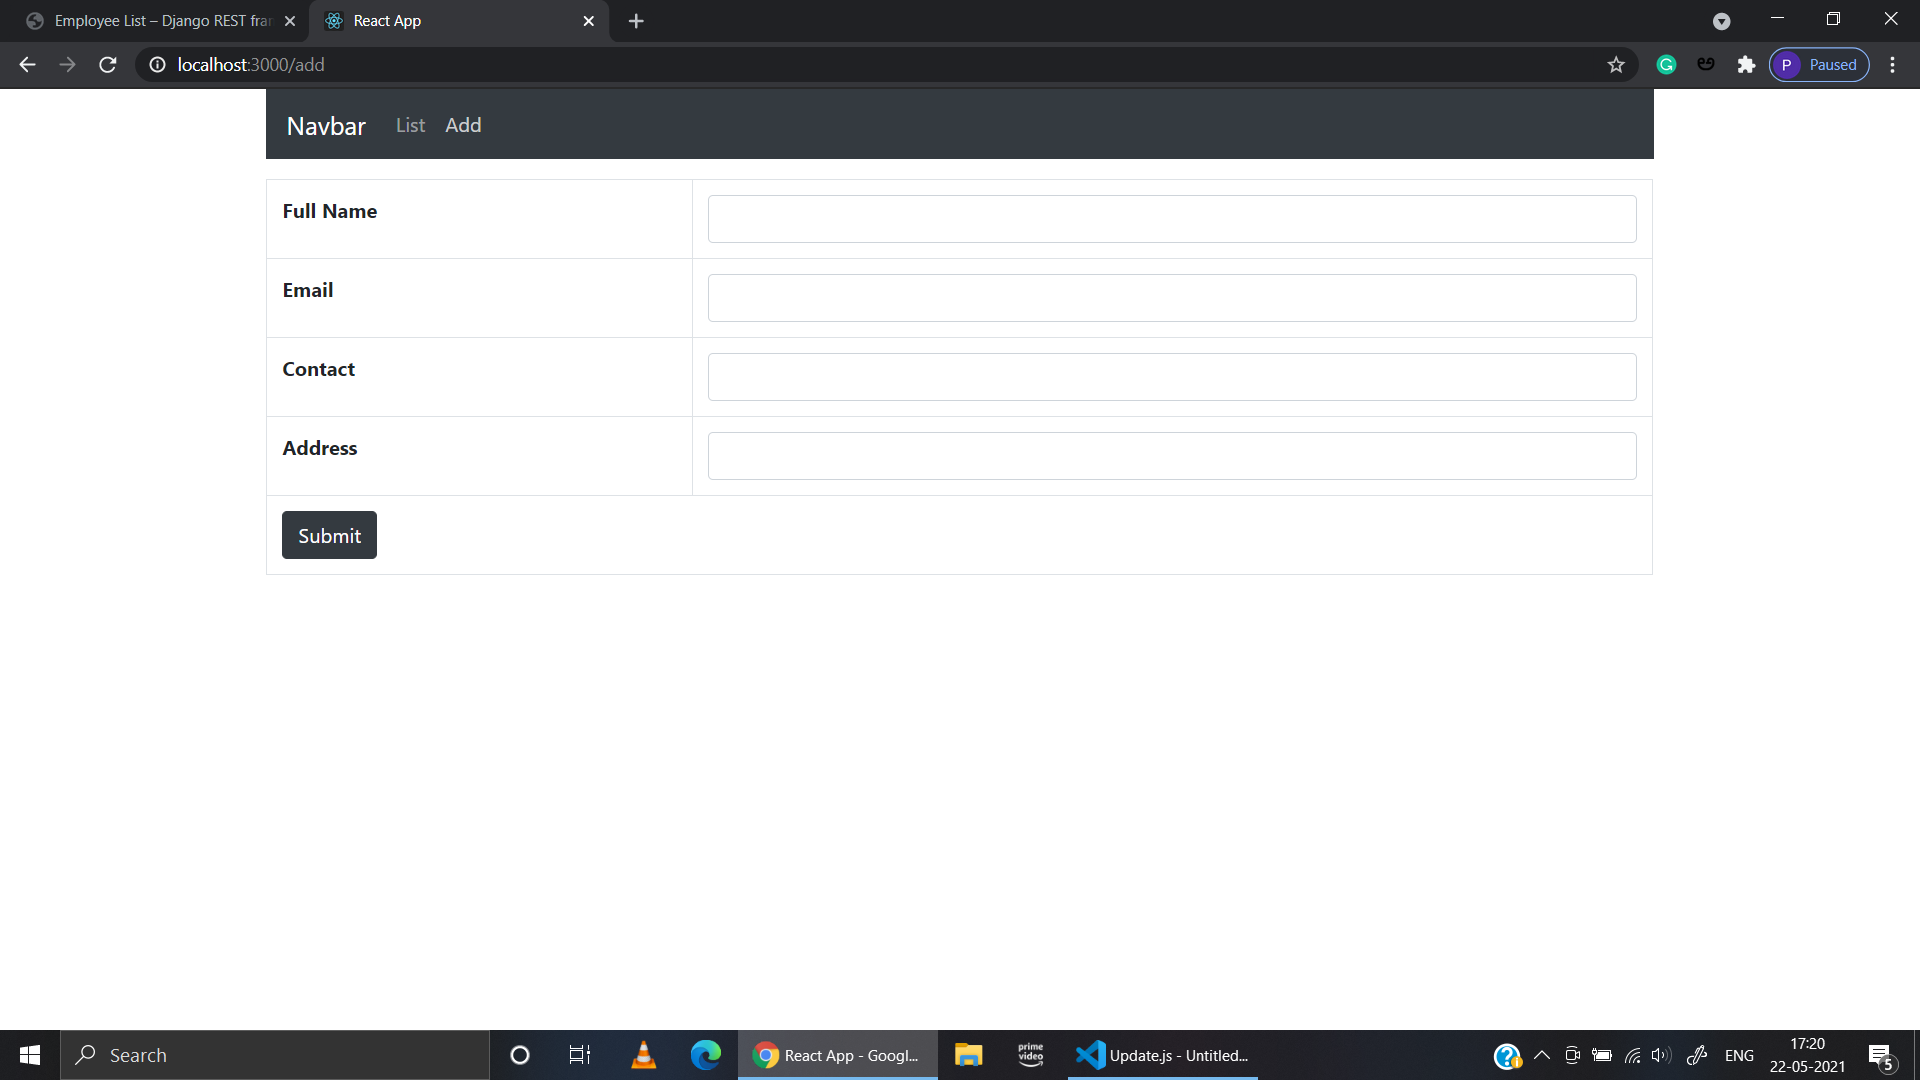 Employee List – Django REST fran
React App
localhost:3000/add
P Paused
Navbar List Add
Full Name
Email
Contact
Address
Submit
Search
React App - Googl...
prime
video
Update.js - Untitled...
ENG
17:20
22-05-2021
5